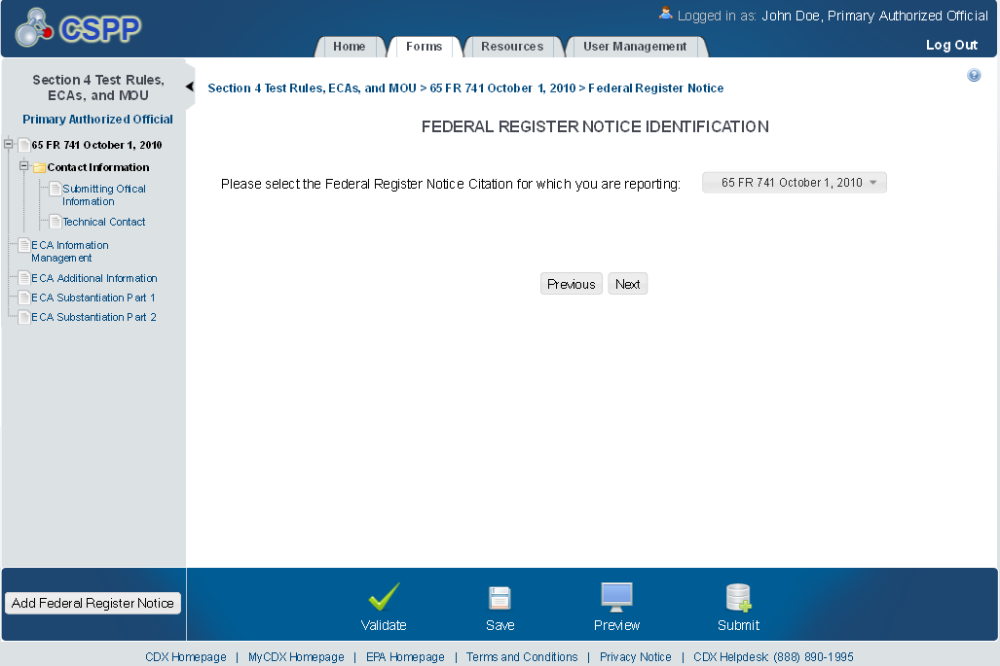 CSPP
Logged in as: John Doe, Primary Authorized Official
Home
Forms
Resources
User Management
Log Out
Section 4 Test Rules,
ECAs, and MOU
Primary Authorized Official
65 FR 741 October 1, 2010
Contact Information
Submitting Offical
Information
Technical Contact
ECA Information
Management
ECA Additional Information
ECA Substantiation Part 1
ECA Substantiation Part 2
Section 4 Test Rules, ECAs, and MOU > 65 FR 741 October 1, 2010 > Federal Register Notice
?
FEDERAL REGISTER NOTICE IDENTIFICATION
Please select the Federal Register Notice Citation for which you are reporting:
65 FR 741 October 1, 2010
Previous
Next
Add Federal Register Notice
Validate
Save
Preview
Submit
CDX Homepage | MyCDX Homepage | EPA Homepage | Terms and Conditions | Privacy Notice | CDX Helpdesk: (888) 890-1995